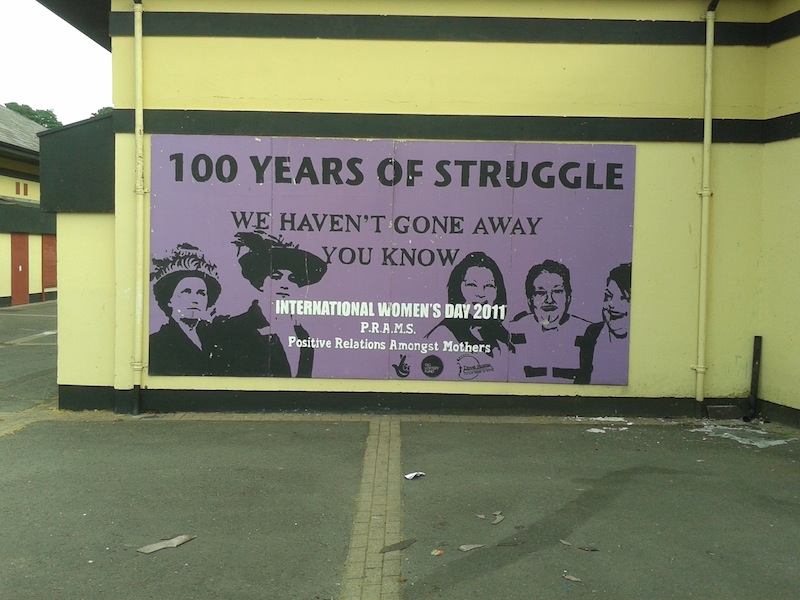 100 YEARS OF STRUGGLE
WE HAVEN'T GONE AWAY
YOU KNOW
INTERNATIONAL WOMEN'S DAY 2011
P.R.A.M.S.
Positive Relations Amongst Mothers